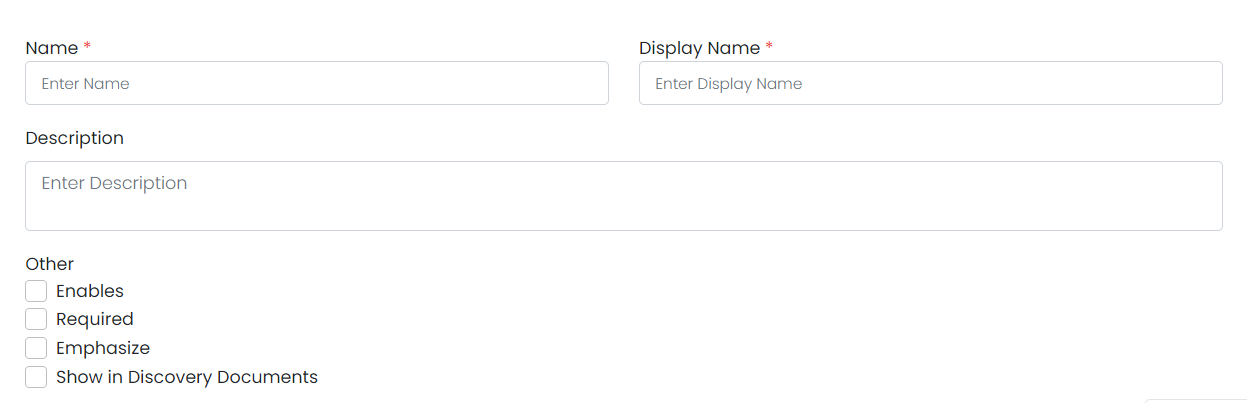 Name * Display Name *
Enter Name Enter Display Name
Description
Enter Description
Other
Enables
Required
Emphasize
Show in Discovery Documents